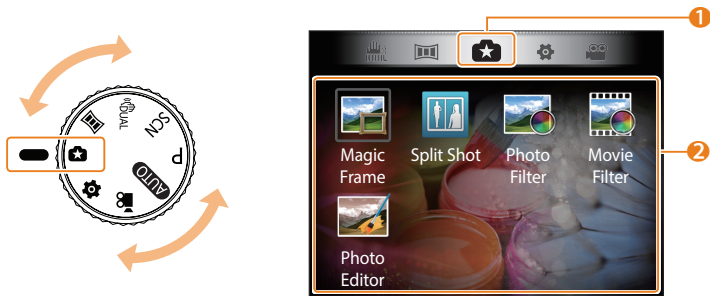 DUAL
SCN
P
AUTO
1
Magic
Frame
Split Shot
Photo
Filter
Movie
Filter
2
Photo
Editor